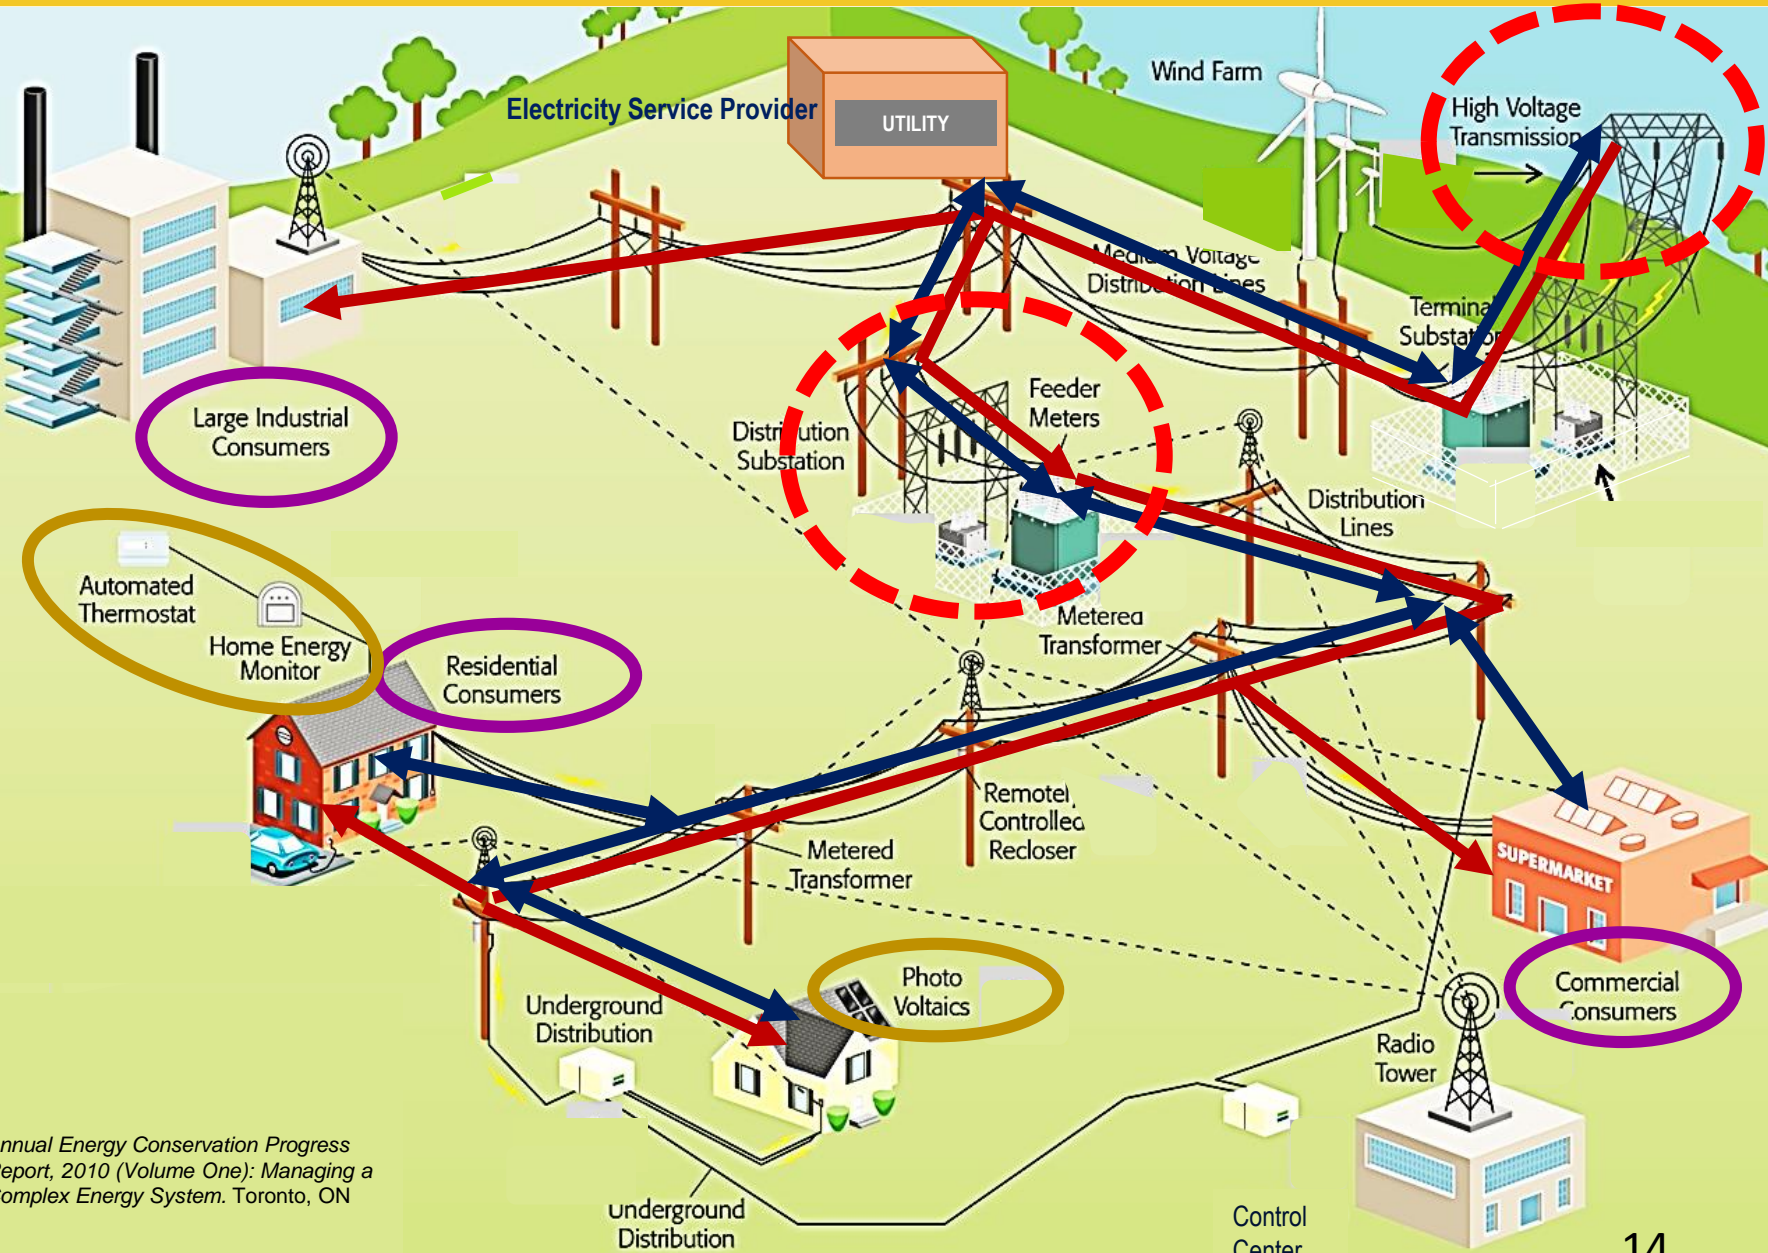 Wind Farm
High Voltage
Transmission
Electricity Service Provider
UTILITY
Medium Voltage
Distribution Lines
Terminal
Substation
Large Industrial
Consumers
Distribution
Substation
Feeder
Meters
Distribution
Lines
Automated
Thermostat
Home Energy
Monitor
Residential
Consumers
Metered
Transformer
Remotel
Controlled
Recloser
Metered
Transformer
SUPERMARKET
Photo
Voltaics
Commercial
Consumers
Underground
Distribution
Radio
Tower
nnual Energy Conservation Progress
eport, 2010 (Volume One): Managing a
omplex Energy System. Toronto, ON
Underground
Distribution
Control
Center
14